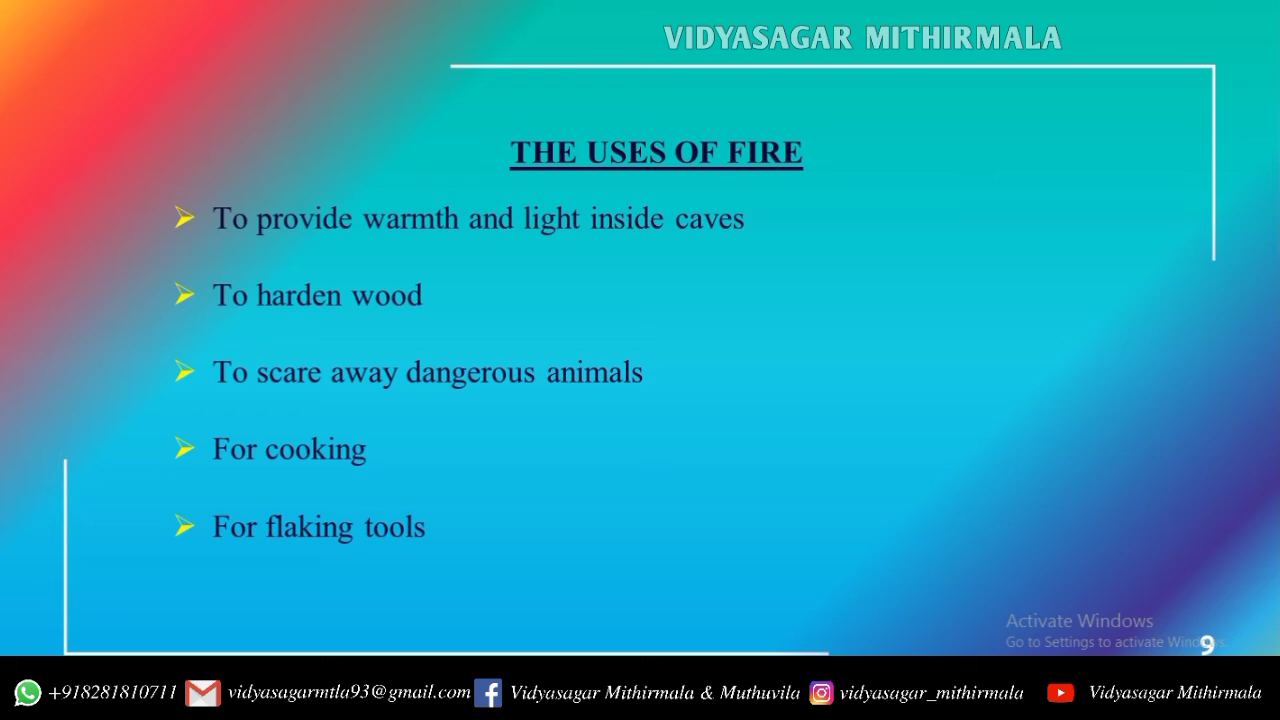 VIDYASAGAR MITHIRMALA
THE USES OF FIRE
To provide warmth and light inside caves
To harden wood
To scare away dangerous animals
For cooking
For flaking tools
Activate Windows
Go to Settings to activate Windows.
9
+918281810711 vidyasagarmtla93@gmail.com Vidyasagar Mithirmala & Muthuvila vidyasagar_mithirmala Vidyasagar Mithirmala